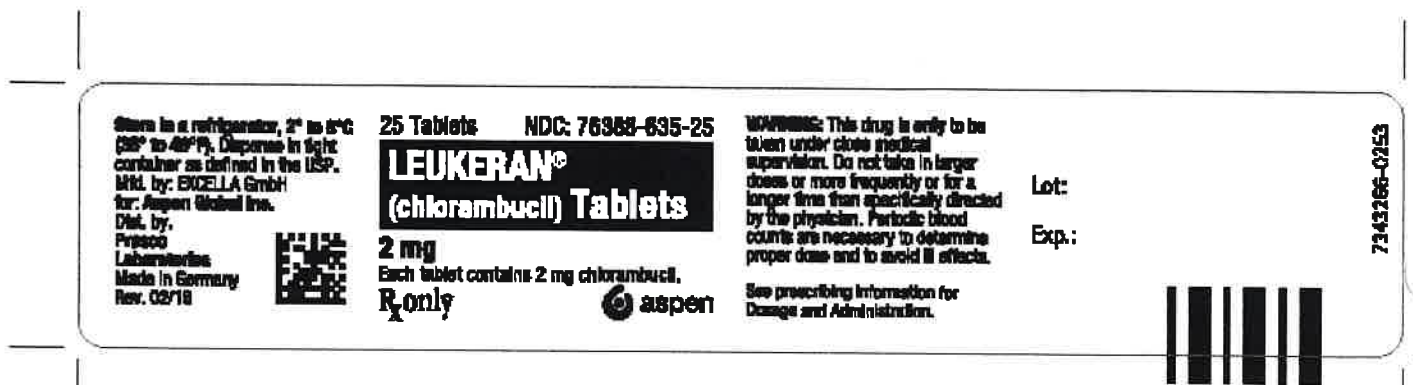 Store in a refrigerator, 2° to 8°C
(36° to 46°F). Dispense in tight
container as defined in the USP.
Mfd. by: EXCELLA GmbH
for: Aspen Global Inc.
Dist. by.
Prasco
Laboratories
Made in Germany
Rev. 02/18
25 Tablets NDC: 76388-635-25
LEUKERAN®
(chlorambucil) Tablets
2 mg
Each tablet contains 2 mg chlorambucil.
Rx only
aspen
WARNING: This drug is only to be
taken under close medical
supervision. Do not take in larger
doses or more frequently or for a
longer time than specifically directed
by the physician. Periodic blood
counts are necessary to determine
proper dose and to avoid ill effects.
See prescribing information for
Dosage and Administration.
Lot:
Exp.:
7343266-0253